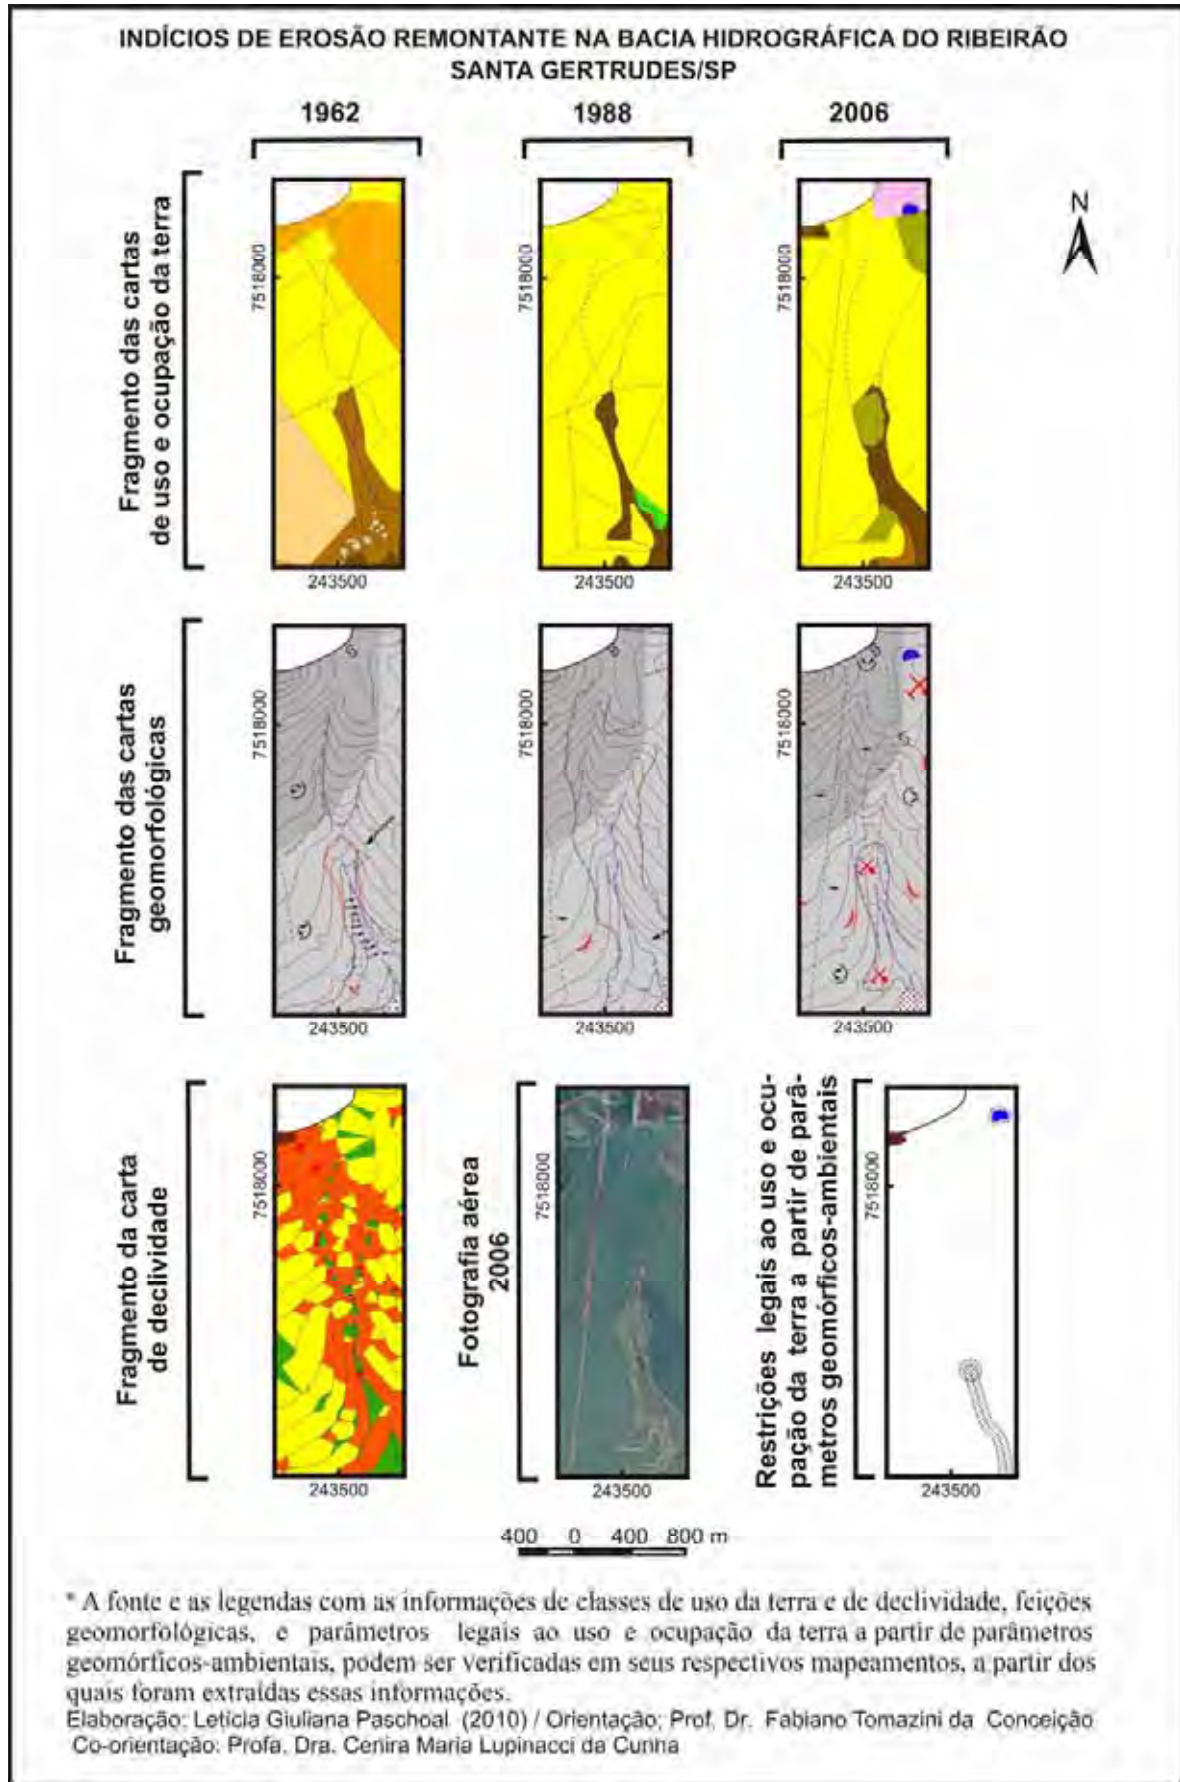 INDÍCIOS DE EROSÃO REMONTANTE NA BACIA HIDROGRÁFICA DO RIBEIRÃO
SANTA GERTRUDES/SP
1962
1988
2006
N
Fragmento das cartas
de uso e ocupação da terra
7518000
7518000
7518000
243500
243500
243500
Fragmento das cartas
geomorfológicas
7518000
7518000
7518000
243500
243500
243500
Fragmento da carta
de declividade
7518000
243500
Fotografia aérea
2006
7518000
243500
Restrições legais ao uso e ocu-
pação da terra a partir de parâ-
metros geomórficos-ambientais
7518000
243500
400 0 400 800 m
* A fonte e as legendas com as informações de classes de uso da terra e de declividade, feições
geomorfológicas, e parâmetros legais ao uso e ocupação da terra a partir de parâmetros
geomórficos-ambientais, podem ser verificadas em seus respectivos mapeamentos, a partir dos
quais foram extraídas essas informações.
Elaboração: Letícia Giuliana Paschoal (2010) / Orientação: Prof. Dr. Fabiano Tomazini da Conceição
Co-orientação: Profa. Dra. Cenira Maria Lupinacci da Cunha